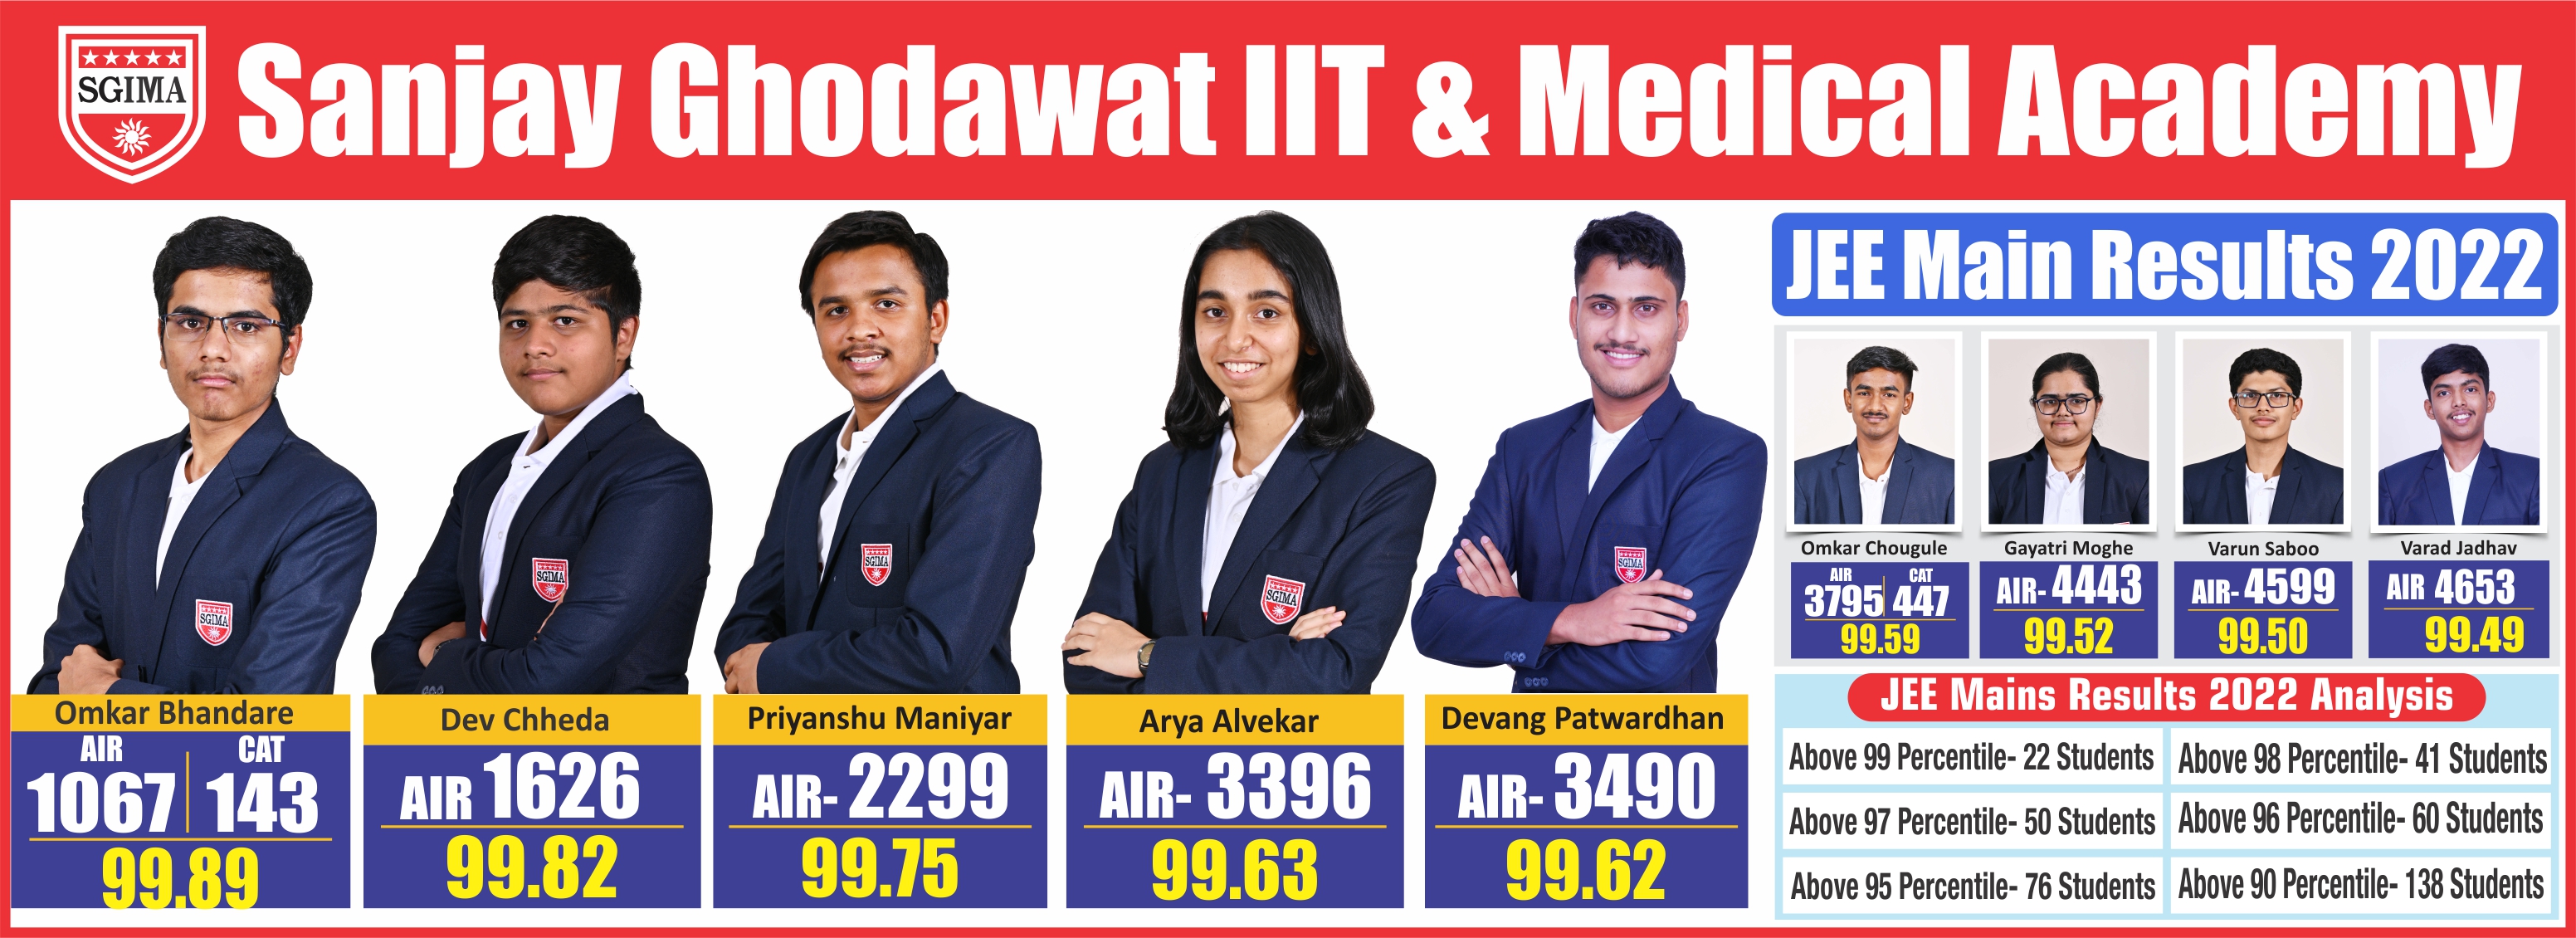 SGIMA
Sanjay Ghodawat IIT & Medical Academy
SGIMA
SGIMA
SGIMA
SGIMA
SGIMA
Omkar Bhandare
AIR CAT
1067 143
99.89
Dev Chheda
AIR 1626
99.82
Priyanshu Maniyar
AIR- 2299
99.75
Arya Alvekar
AIR- 3396
99.63
Devang Patwardhan
AIR- 3490
99.62
JEE Main Results 2022
Omkar Chougule
AIR CAT
3795 447
99.59
Gayatri Moghe
AIR- 4443
99.52
Varun Saboo
AIR- 4599
99.50
Varad Jadhav
AIR 4653
99.49
JEE Mains Results 2022 Analysis
Above 99 Percentile- 22 Students
Above 98 Percentile- 41 Students
Above 97 Percentile- 50 Students
Above 96 Percentile- 60 Students
Above 95 Percentile- 76 Students
Above 90 Percentile- 138 Students